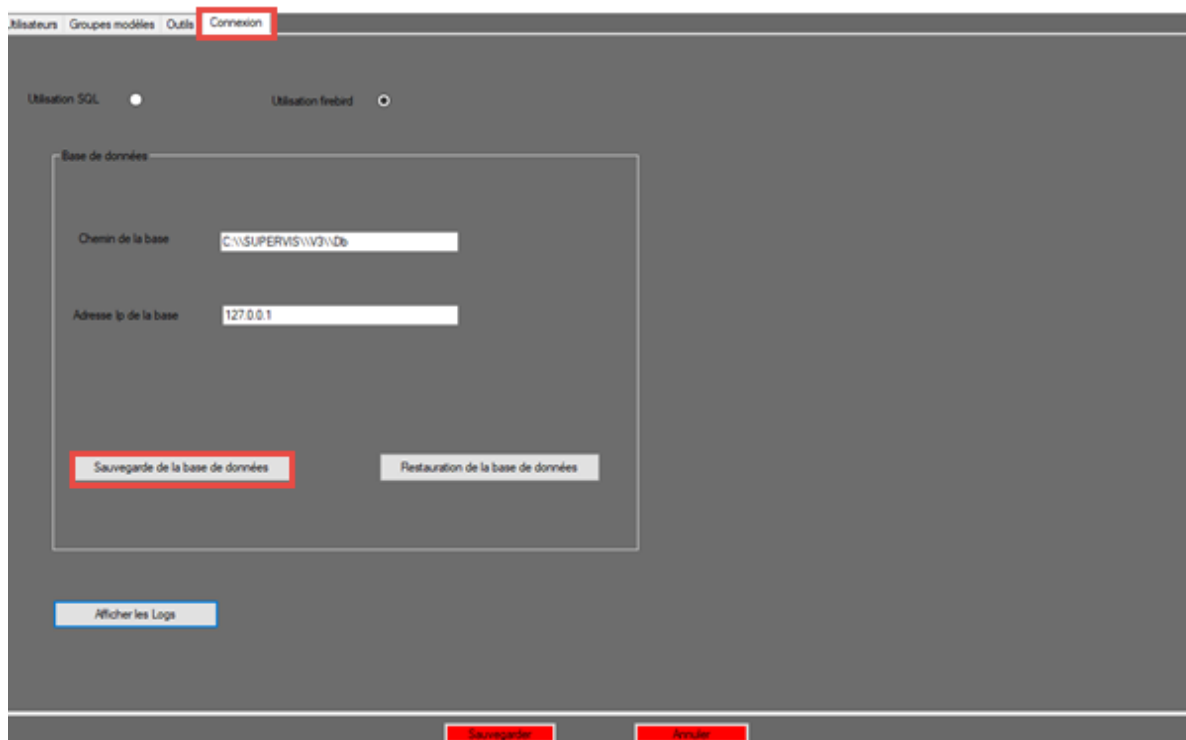 Utilisateurs Groupes modèles Outils Connexion
Utilisation SQL Utilisation firebird
Base de données
Chemin de la base C:\\SUPERVIS\\V3\\Db
Adresse Ip de la base 127.0.0.1
Sauvegarde de la base de données Restauration de la base de données
Afficher les Logs
Sauvegarder Annuler